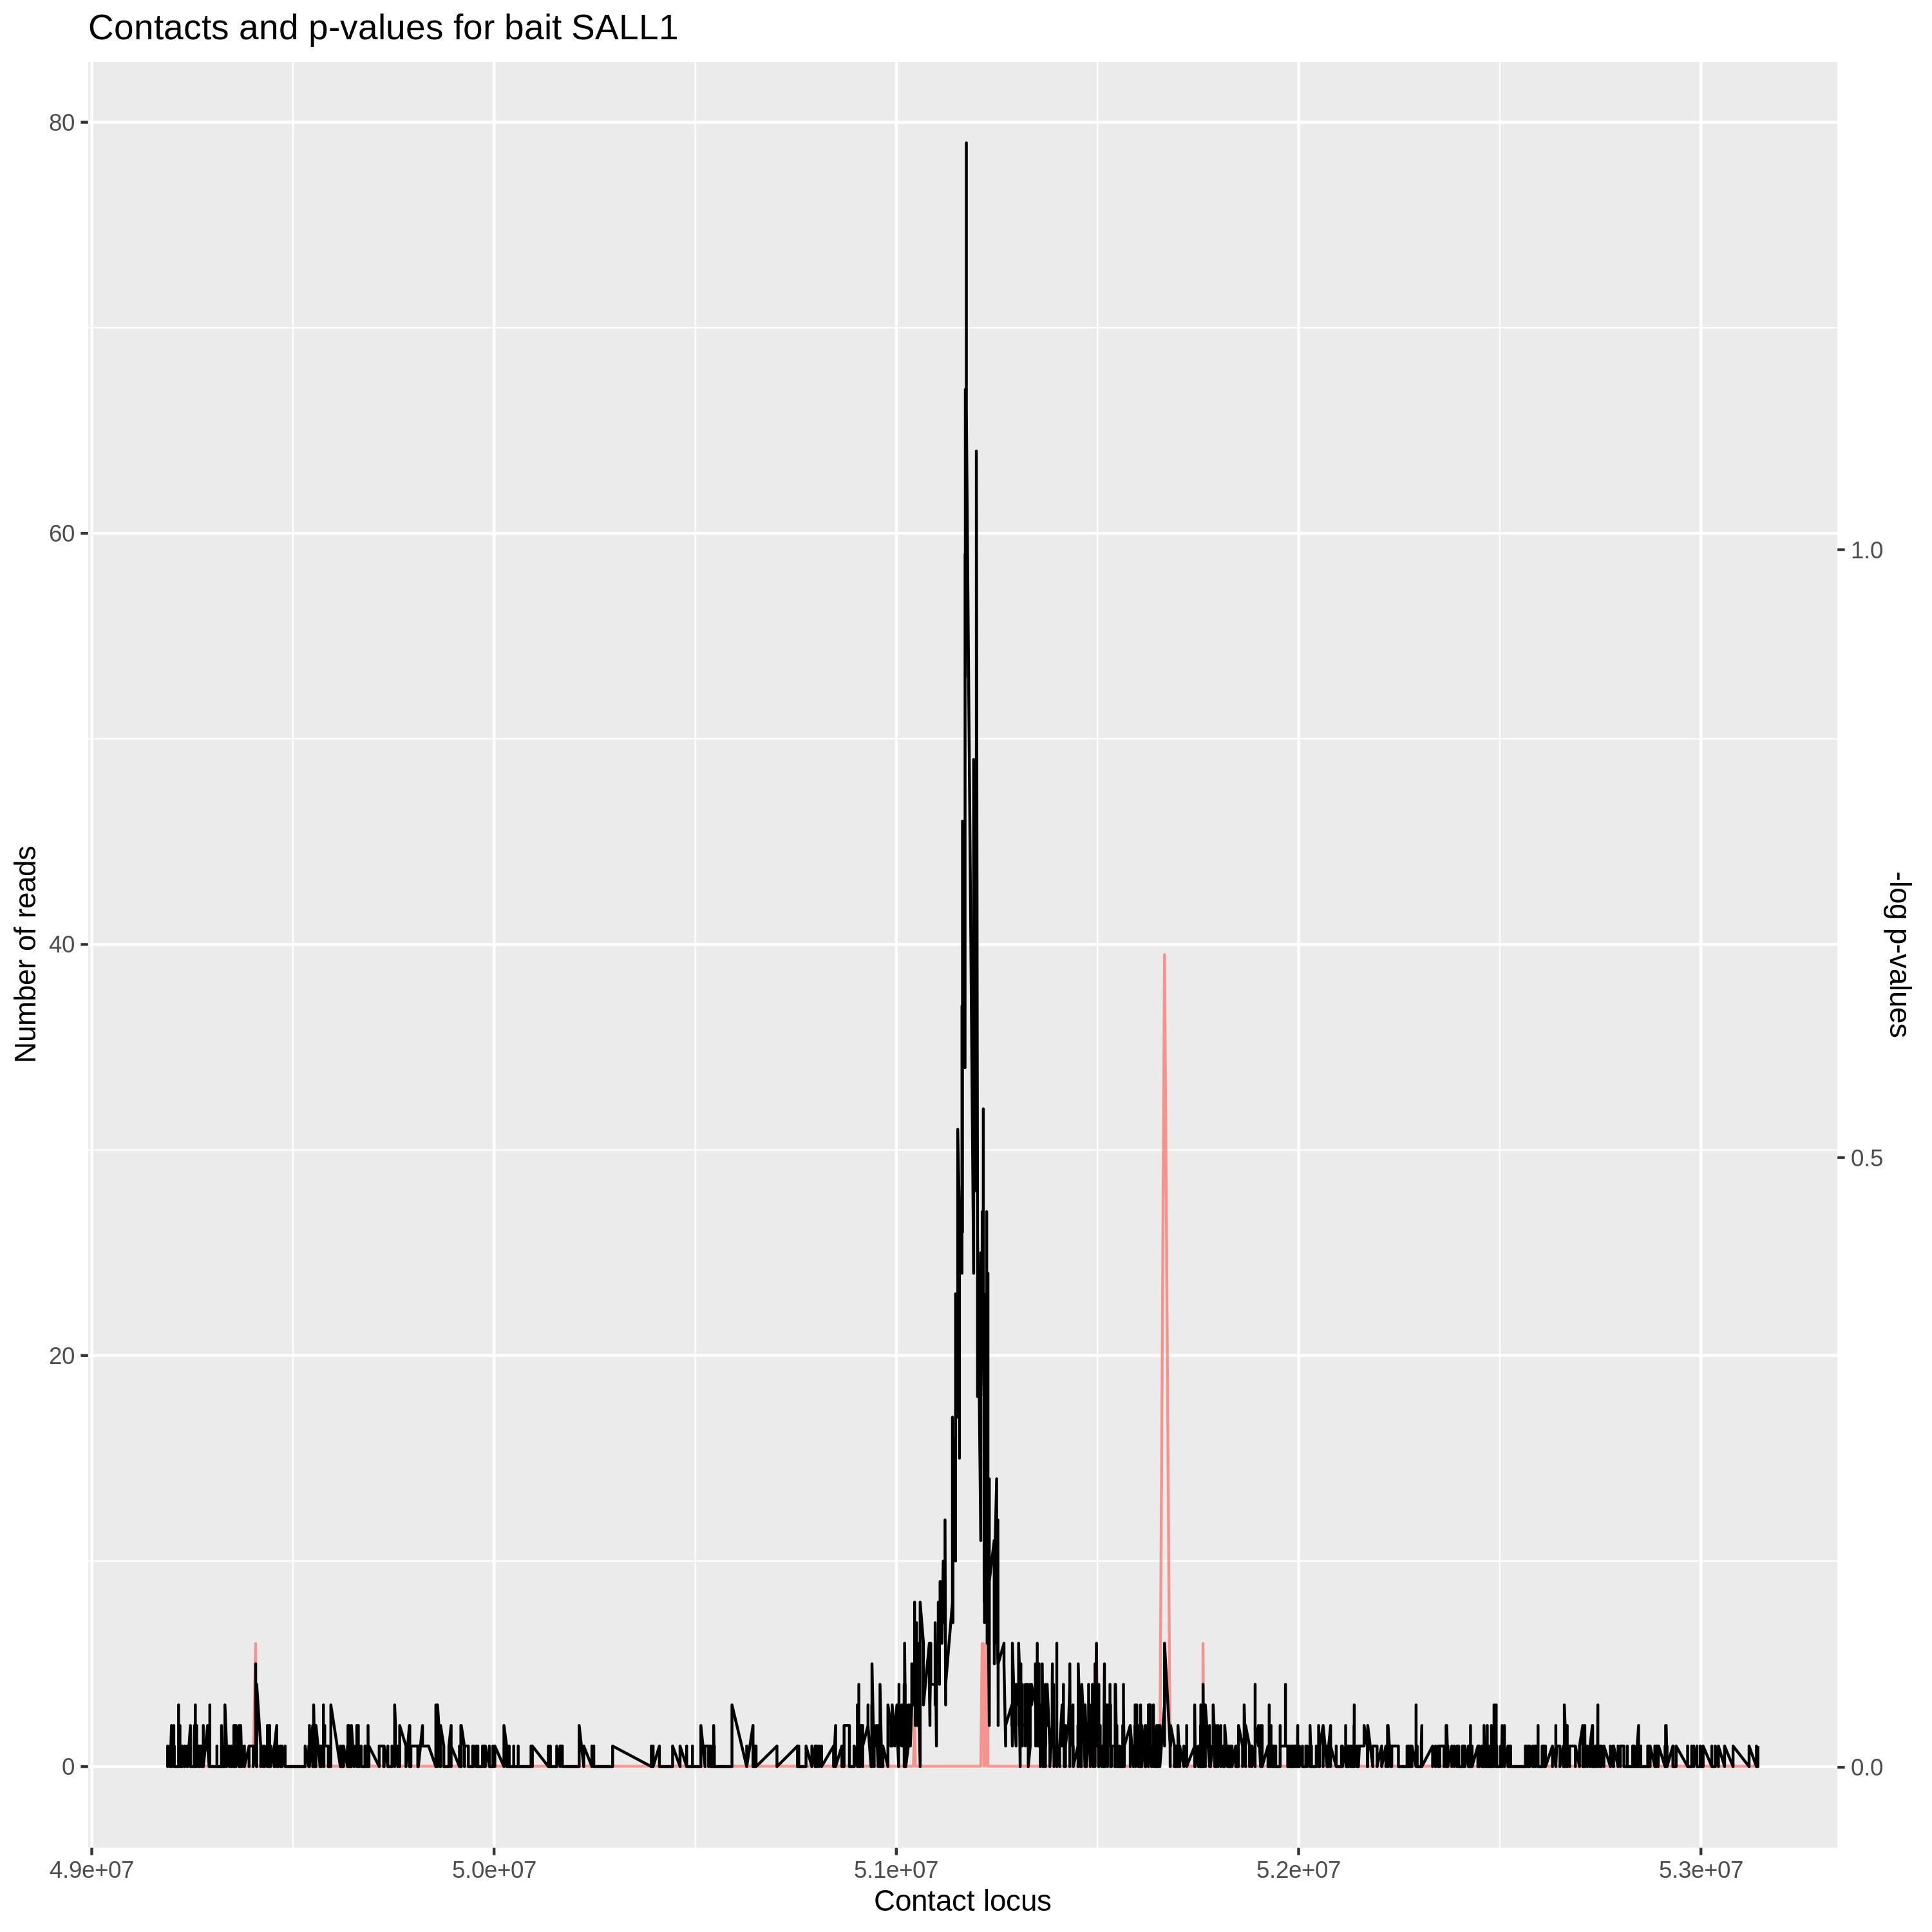 Contacts and p-values for bait SALL1
80
60
40
20
0
Number of reads
1.0
0.5
0.0
-log p-values
4.9e+07 5.0e+07 5.1e+07 5.2e+07 5.3e+07
Contact locus